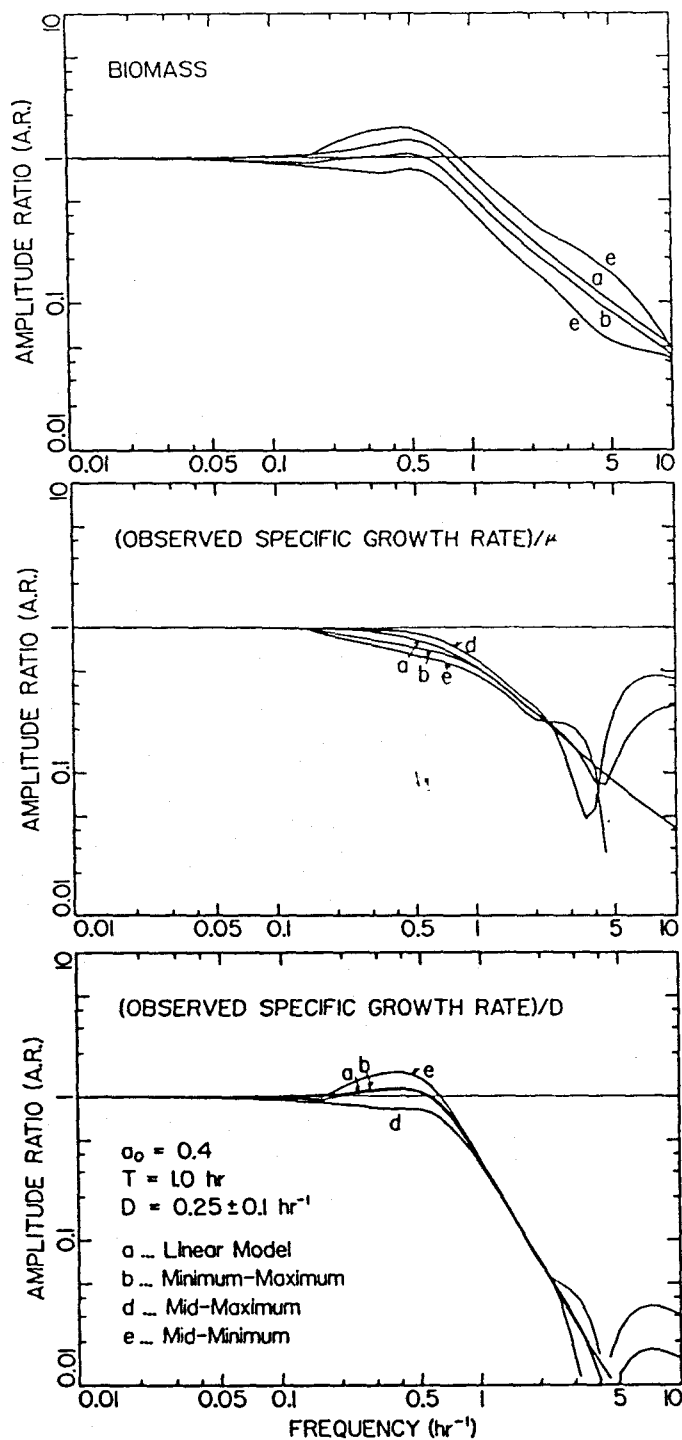 10
BIOMASS
1
0.1
0.01
AMPLITUDE RATIO (A.R.)
e
a
b
e
0.01 0.05 0.1 0.5 1 5 10
10
(OBSERVED SPECIFIC GROWTH RATE)/μ
1
0.1
0.01
AMPLITUDE RATIO (A.R.)
d
a
b
e
0.01 0.05 0.1 0.5 1 5 10
10
(OBSERVED SPECIFIC GROWTH RATE)/D
1
0.1
0.01
AMPLITUDE RATIO (A.R.)
a
b
e
d
a₀ = 0.4
T = 1.0 hr
D = 0.25 ± 0.1 hr⁻¹
a ... Linear Model
b ... Minimum-Maximum
d ... Mid-Maximum
e ... Mid-Minimum
0.01 0.05 0.1 0.5 1 5 10
FREQUENCY (hr⁻¹)